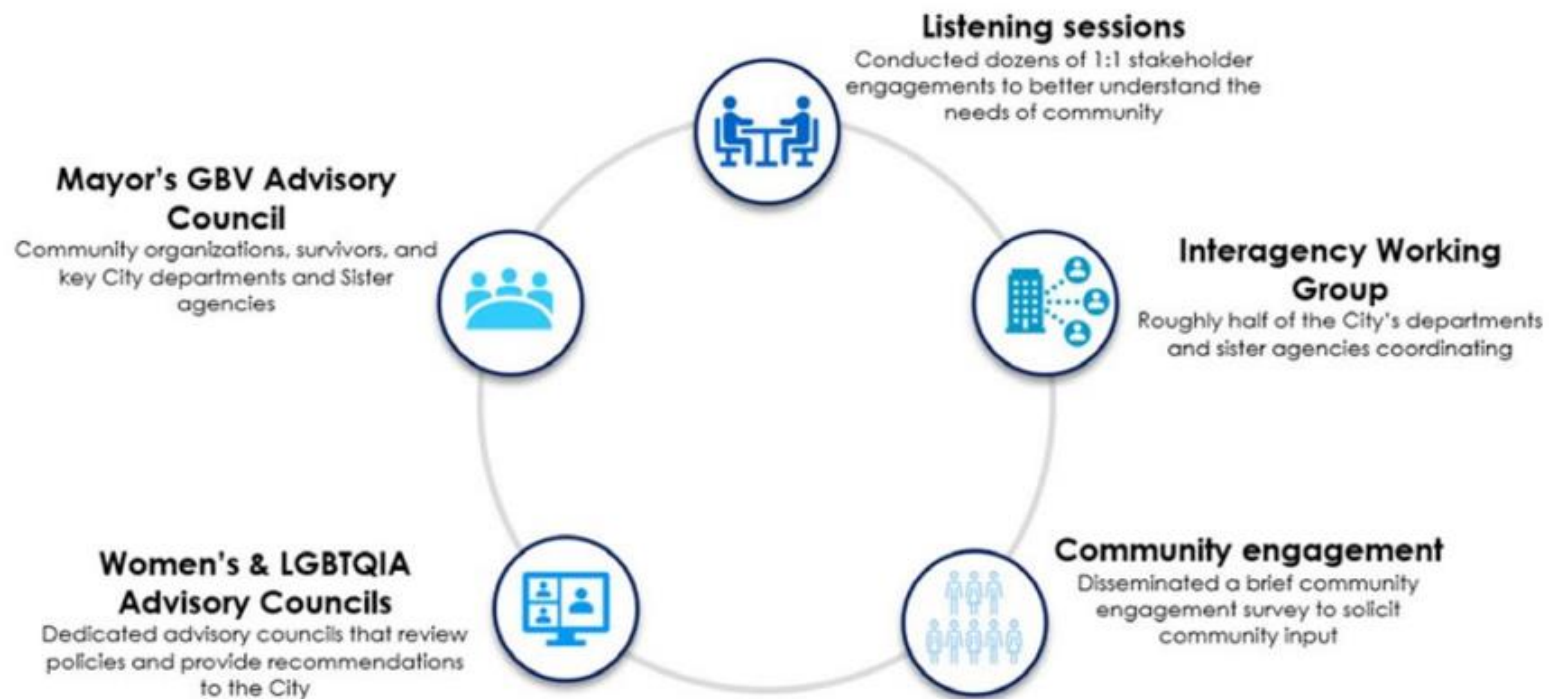 Listening sessions
Conducted dozens of 1:1 stakeholder
engagements to better understand the
needs of community
Interagency Working
Group
Roughly half of the City's departments
and sister agencies coordinating
Community engagement
Disseminated a brief community
engagement survey to solicit
community input
Women's & LGBTQIA
Advisory Councils
Dedicated advisory councils that review
policies and provide recommendations
to the City
Mayor's GBV Advisory
Council
Community organizations, survivors, and
key City departments and Sister
agencies